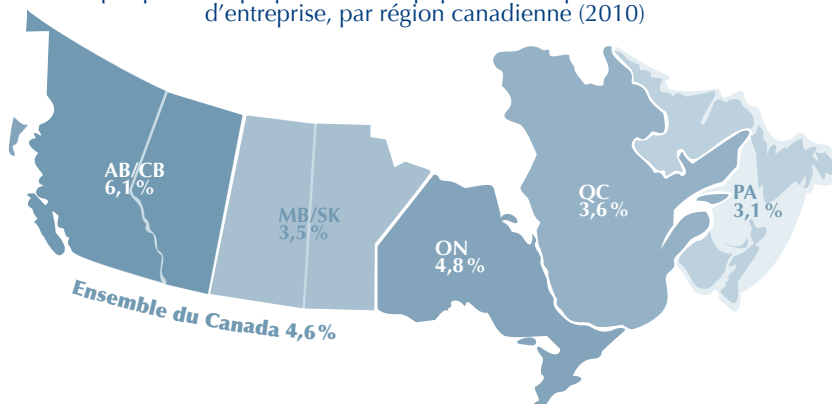 d’entreprise, par région canadienne (2010)
AB/CB
6,1 %
MB/SK
3,5 %
ON
4,8 %
QC
3,6 %
PA
3,1 %
Ensemble du Canada 4,6 %